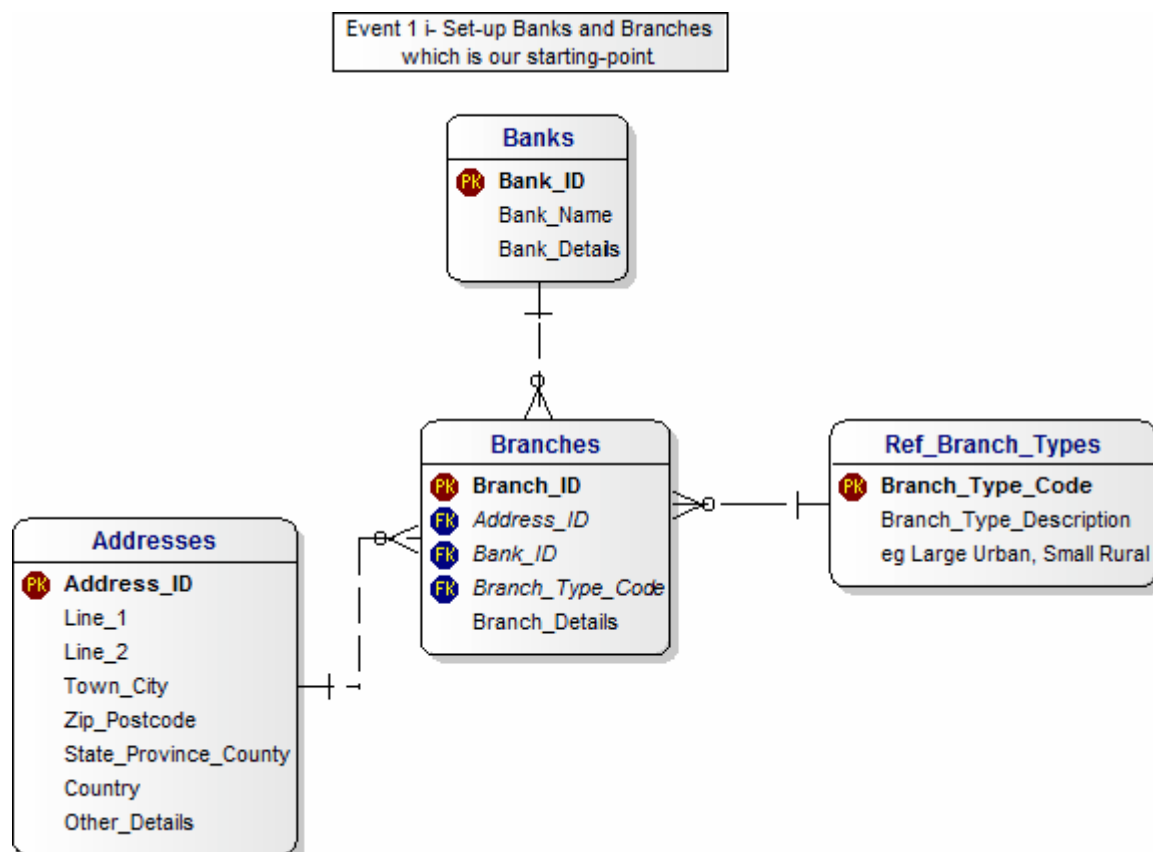 Event 1 i- Set-up Banks and Branches
which is our starting-point.
Banks
PK Bank_ID
Bank_Name
Bank_Details
Branches
PK Branch_ID
FK Address_ID
FK Bank_ID
FK Branch_Type_Code
Branch_Details
Ref_Branch_Types
PK Branch_Type_Code
Branch_Type_Description
eg Large Urban, Small Rural
Addresses
PK Address_ID
Line_1
Line_2
Town_City
Zip_Postcode
State_Province_County
Country
Other_Details